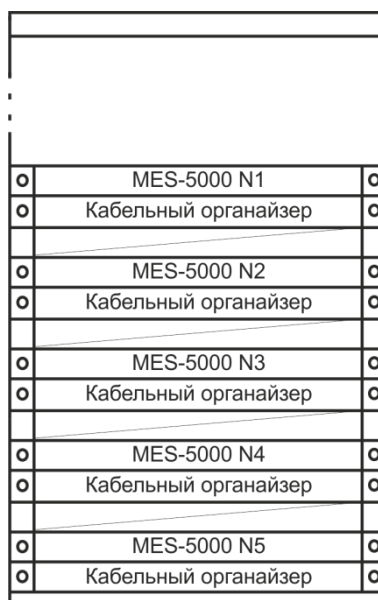 MES-5000 N1
Кабельный органайзер
MES-5000 N2
Кабельный органайзер
MES-5000 N3
Кабельный органайзер
MES-5000 N4
Кабельный органайзер
MES-5000 N5
Кабельный органайзер